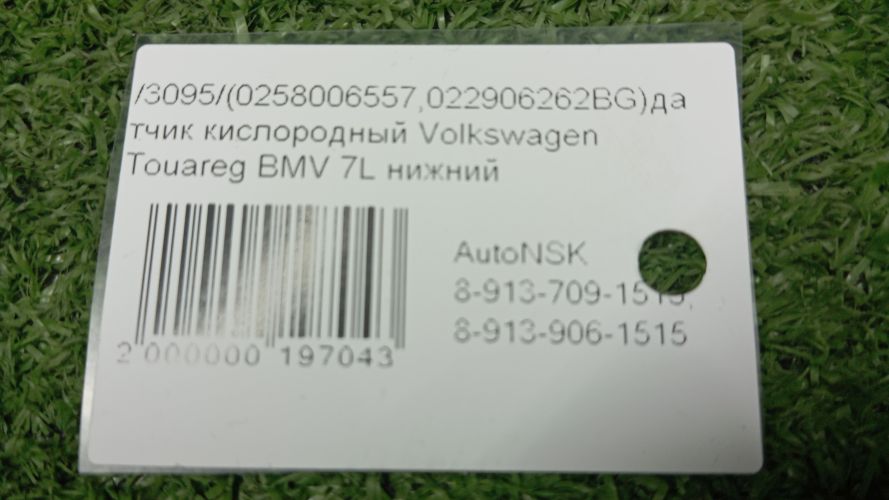 /3095/(0258006557,022906262BG)да
тчик кислородный Volkswagen
Touareg BMV 7L нижний
AutoNSK
8-913-709-1515,
8-913-906-1515
2 000000 197043